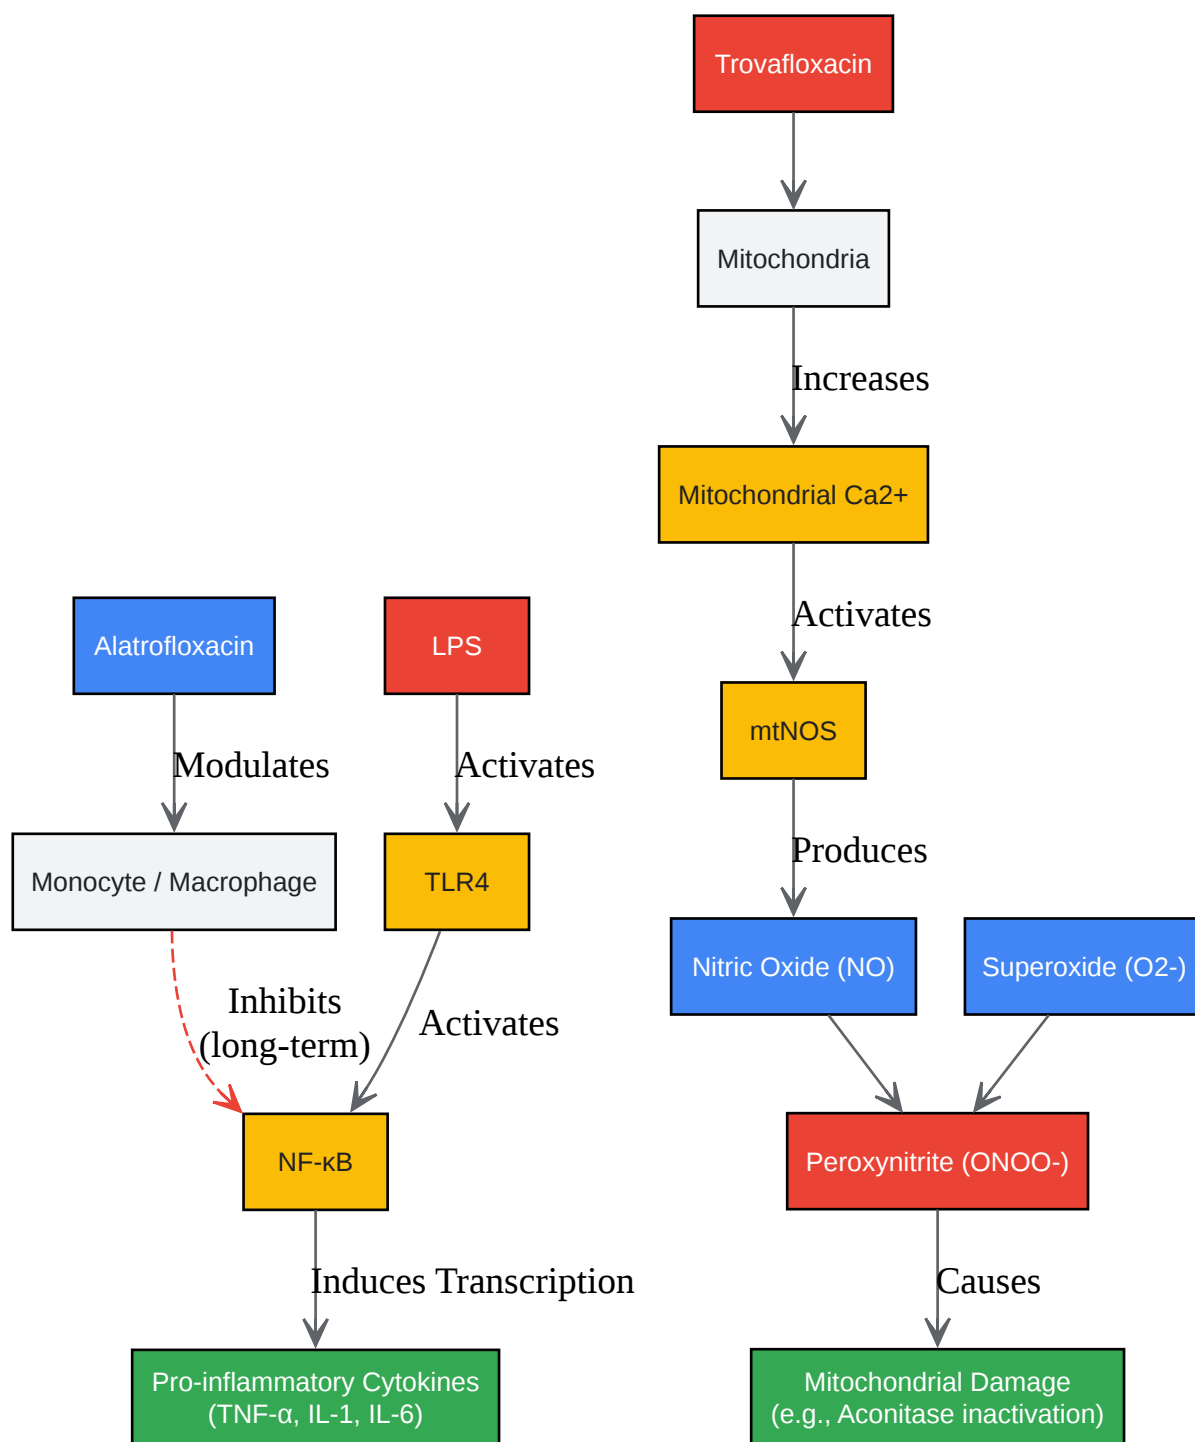 Trovafloxacin
Mitochondria
Increases
Mitochondrial Ca2+
Activates
mtNOS
Produces
Nitric Oxide (NO)
Superoxide (O2-)
Peroxynitrite (ONOO-)
Causes
Mitochondrial Damage
(e.g., Aconitase inactivation)
Alatrofloxacin
LPS
Modulates
Activates
Monocyte / Macrophage
TLR4
Inhibits
(long-term)
Activates
NF-κB
Induces Transcription
Pro-inflammatory Cytokines
(TNF-α, IL-1, IL-6)